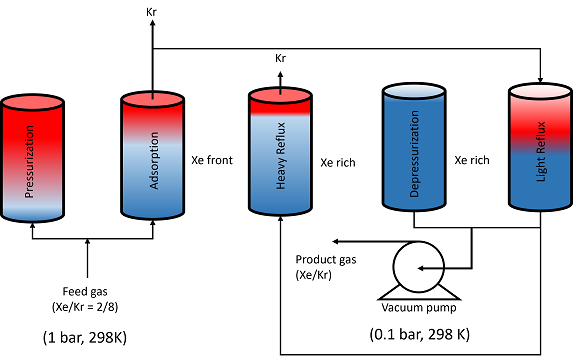 Kr
Kr
Pressurization
Adsorption
Xe front
Heavy Reflux
Xe rich
Depressurization
Xe rich
Light Reflux
Product gas
(Xe/Kr)
Feed gas
(Xe/Kr = 2/8)
Vacuum pump
(1 bar, 298K)
(0.1 bar, 298 K)